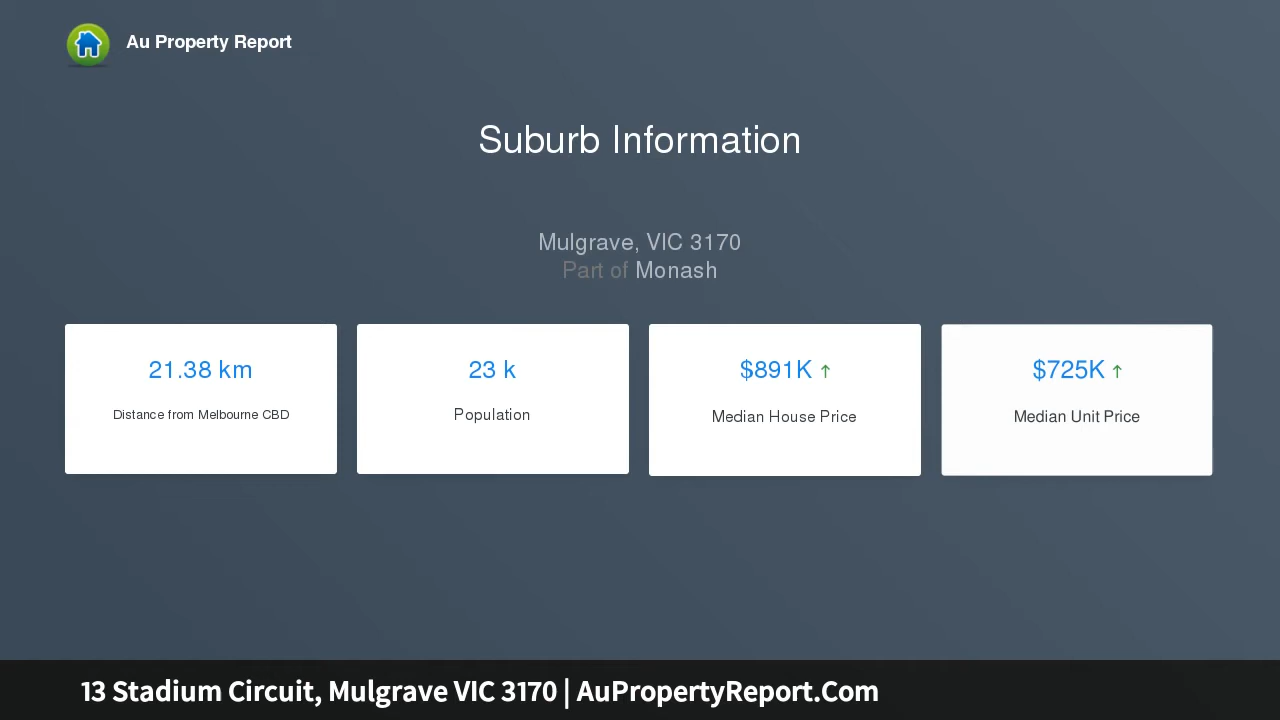 Au Property Report
Suburb Information
Mulgrave, VIC 3170
Part of Monash
21.38 km
Distance from Melbourne CBD
23 k
Population
$891K ↑
Median House Price
$725K ↑
Median Unit Price
13 Stadium Circuit, Mulgrave VIC 3170 | AuPropertyReport.Com